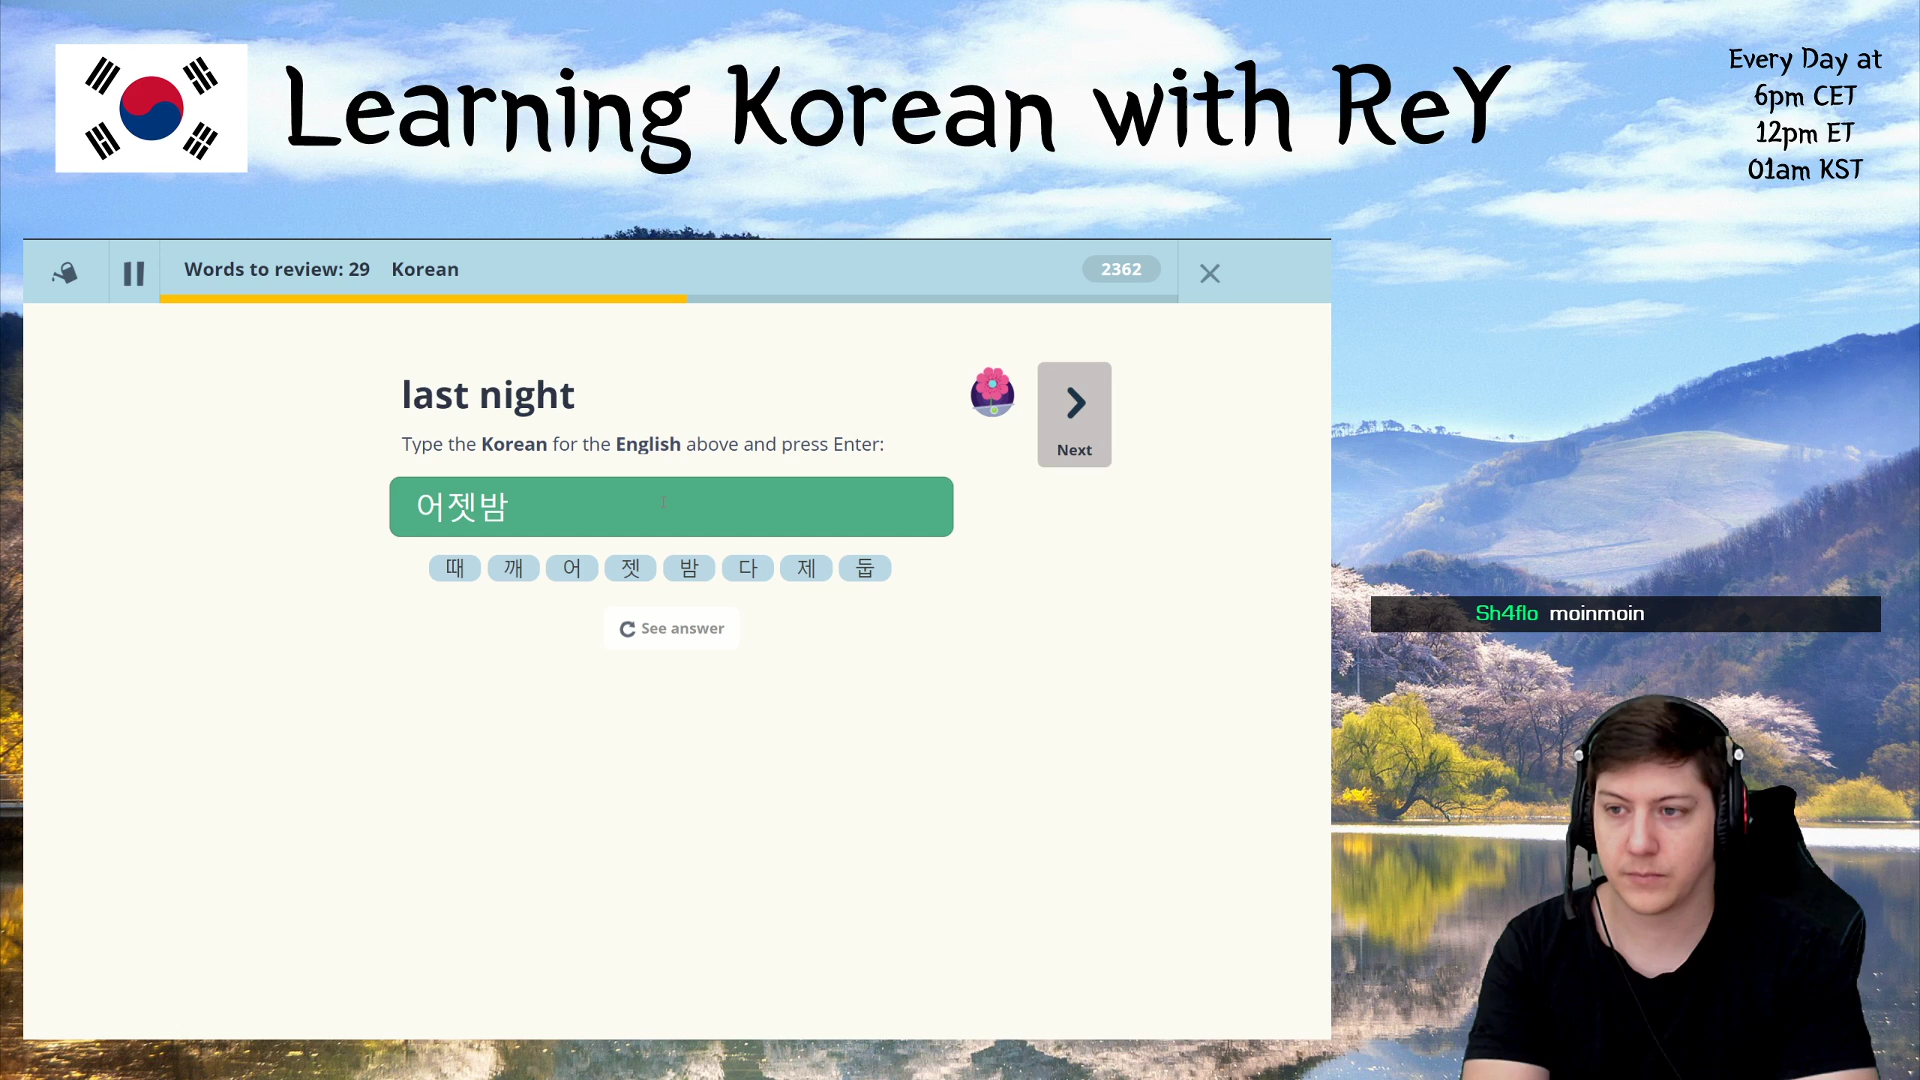 Learning Korean with ReY
Every Day at
6pm CET
12pm ET
01am KST
Words to review: 29 Korean 2362
last night
Type the Korean for the English above and press Enter:
Next
어젯밤
때 깨 어 젯 밤 다 제 둡
See answer
Sh4flo moinmoin